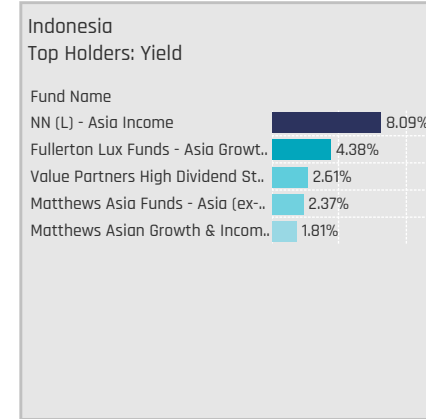 Indonesia
Top Holders: Yield
Fund Name
NN (L) - Asia Income 8.09%
Fullerton Lux Funds - Asia Growt.. 4.38%
Value Partners High Dividend St.. 2.61%
Matthews Asia Funds - Asia (ex-.. 2.37%
Matthews Asian Growth & Incom.. 1.81%